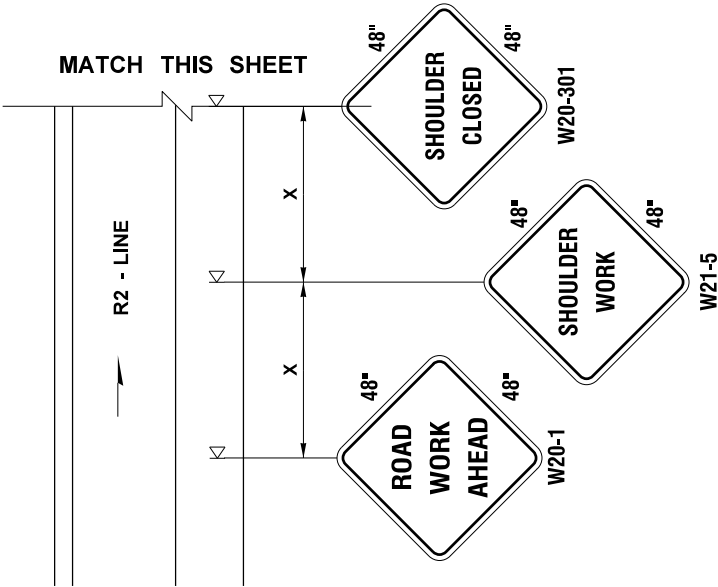 MATCH THIS SHEET
R2 - LINE
X
X
48"
48"
SHOULDER
CLOSED
W20-301
48"
48"
SHOULDER
WORK
W21-5
48"
48"
ROAD
WORK
AHEAD
W20-1